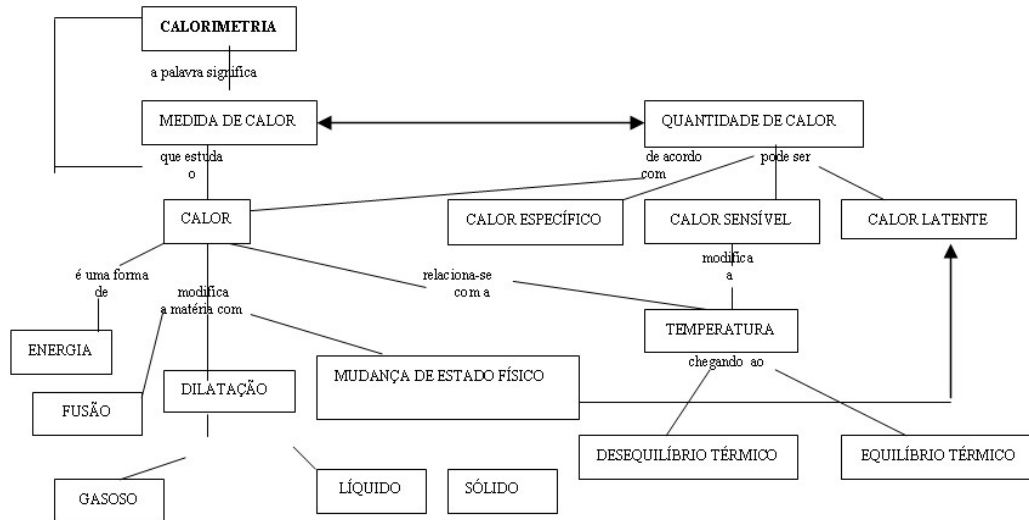 CALORIMETRIA
a palavra significa
MEDIDA DE CALOR
QUANTIDADE DE CALOR
que estuda
o
de acordo
com
pode ser
CALOR
CALOR ESPECÍFICO
CALOR SENSÍVEL
CALOR LATENTE
é uma forma
de
modifica
a matéria com
relaciona-se
com a
modifica
a
ENERGIA
TEMPERATURA
chegando ao
FUSÃO
DILATAÇÃO
MUDANÇA DE ESTADO FÍSICO
DESEQUILÍBRIO TÉRMICO
EQUILÍBRIO TÉRMICO
GASOSO
LÍQUIDO
SÓLIDO